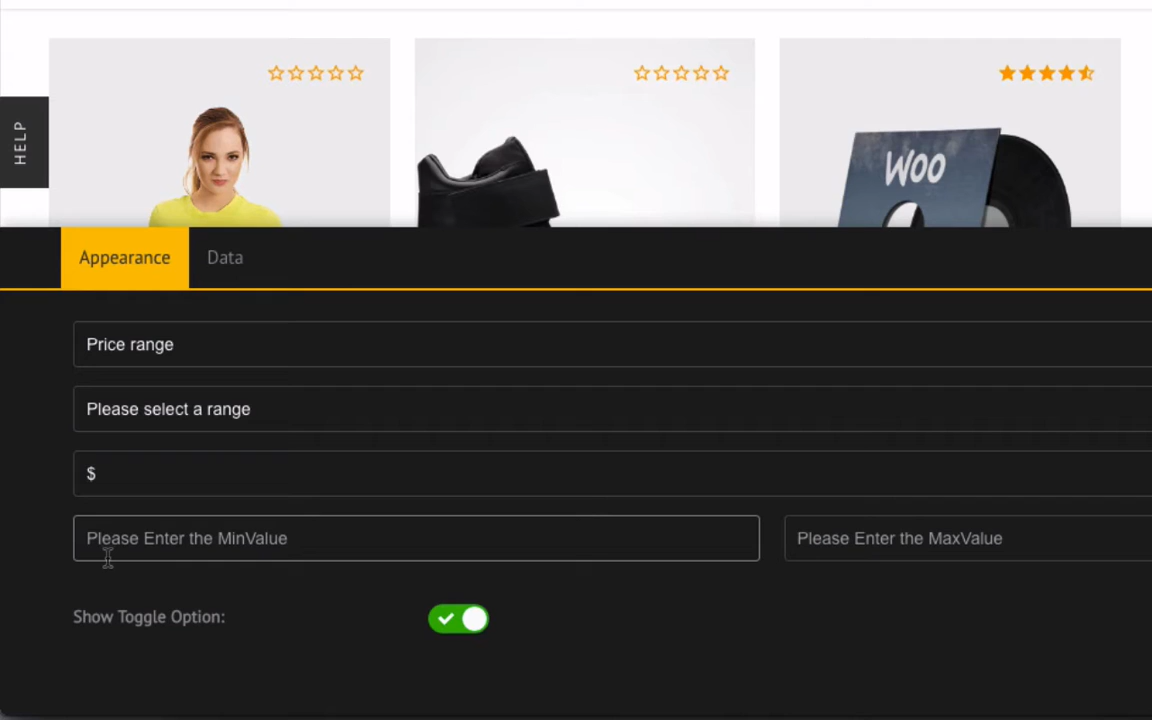 HELP
WOO
Appearance
Data
Price range
Please select a range
$
Please Enter the MinValue
Please Enter the MaxValue
Show Toggle Option: